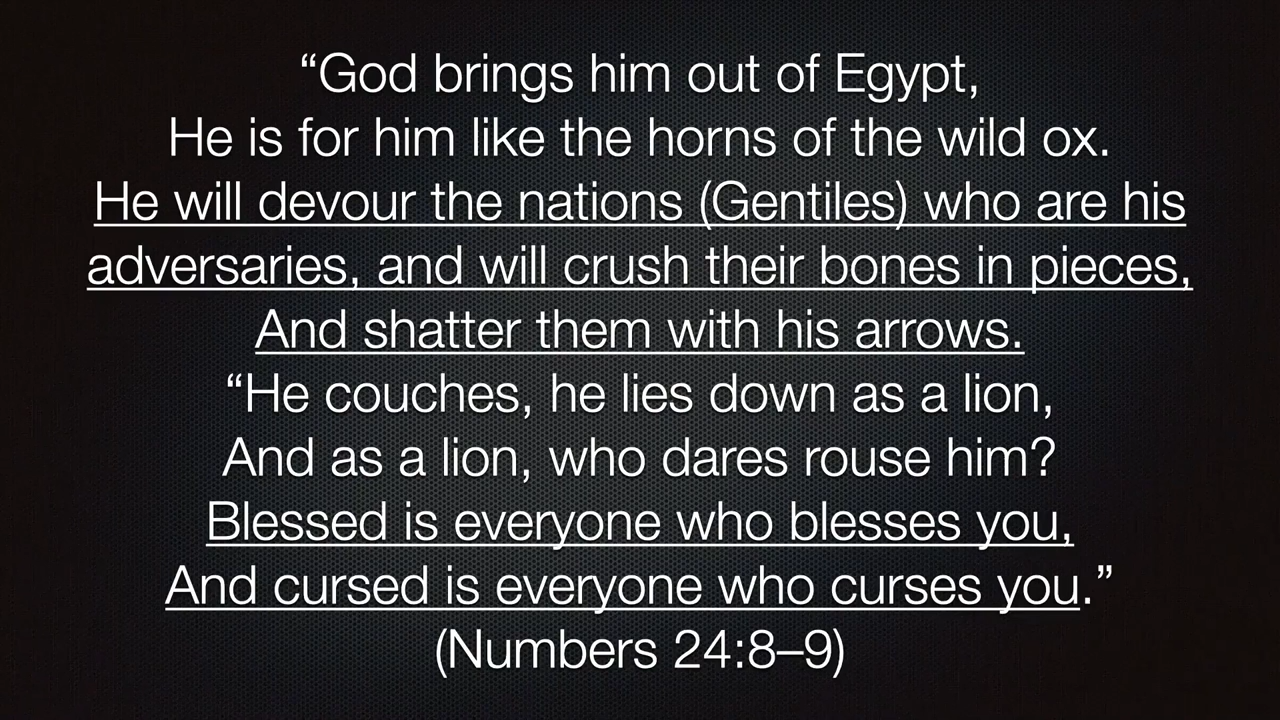 “God brings him out of Egypt,
He is for him like the horns of the wild ox.
He will devour the nations (Gentiles) who are his
adversaries, and will crush their bones in pieces,
And shatter them with his arrows.
“He couches, he lies down as a lion,
And as a lion, who dares rouse him?
Blessed is everyone who blesses you,
And cursed is everyone who curses you.”
(Numbers 24:8–9)